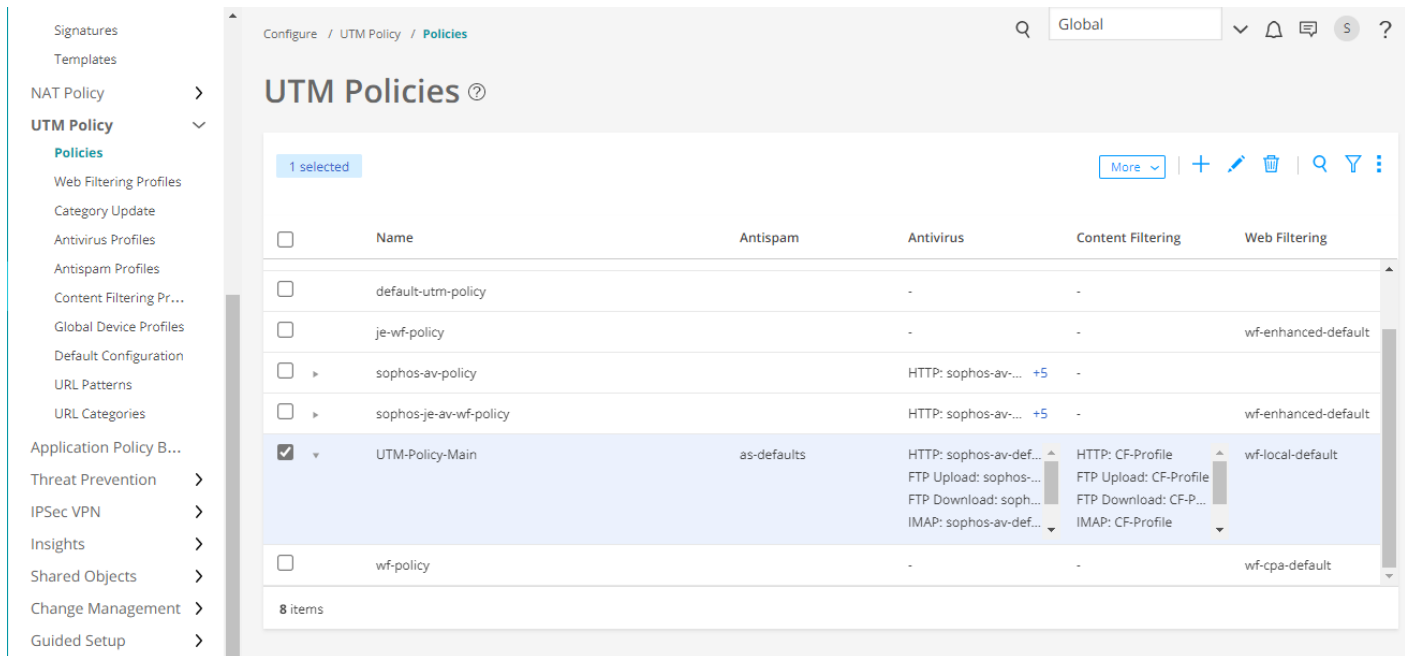 Signatures
Templates
NAT Policy
UTM Policy
Policies
Web Filtering Profiles
Category Update
Antivirus Profiles
Antispam Profiles
Content Filtering Pr...
Global Device Profiles
Default Configuration
URL Patterns
URL Categories
Application Policy B...
Threat Prevention
IPSec VPN
Insights
Shared Objects
Change Management
Guided Setup
Configure / UTM Policy / Policies
Global
S ?
UTM Policies ?
1 selected
More
Name Antispam Antivirus Content Filtering Web Filtering
default-utm-policy - -
je-wf-policy - - wf-enhanced-default
sophos-av-policy HTTP: sophos-av-... +5 -
sophos-je-av-wf-policy HTTP: sophos-av-... +5 - wf-enhanced-default
UTM-Policy-Main as-defaults HTTP: sophos-av-def... HTTP: CF-Profile wf-local-default
FTP Upload: sophos-... FTP Upload: CF-Profile
FTP Download: soph... FTP Download: CF-P...
IMAP: sophos-av-def... IMAP: CF-Profile
wf-policy - - wf-cpa-default
8 items